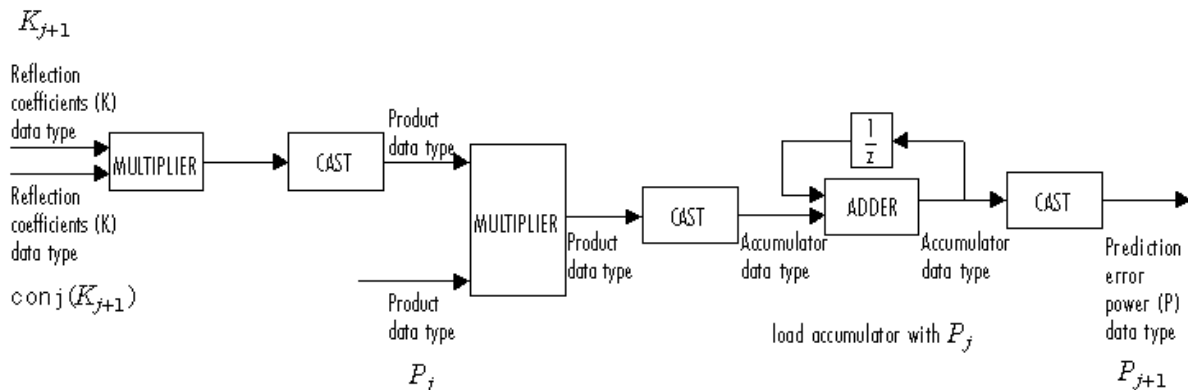 K_{j+1}
Reflection
coefficients (K)
data type
MULTIPLIER
Reflection
coefficients (K)
data type
conj(K_{j+1})
CAST
Product
data type
MULTIPLIER
Product
data type
P_j
Product
data type
CAST
Accumulator
data type
1
z
ADDER
load accumulator with P_j
Accumulator
data type
CAST
Prediction
error
power (P)
data type
P_{j+1}